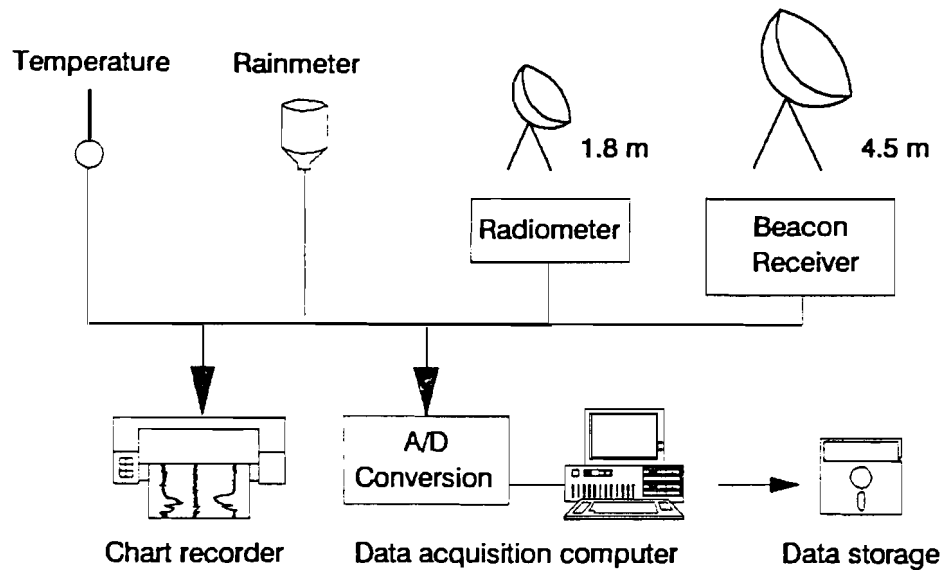 Temperature
Rainmeter
1.8 m
4.5 m
Radiometer
Beacon
Receiver
A/D
Conversion
Chart recorder
Data acquisition computer
Data storage